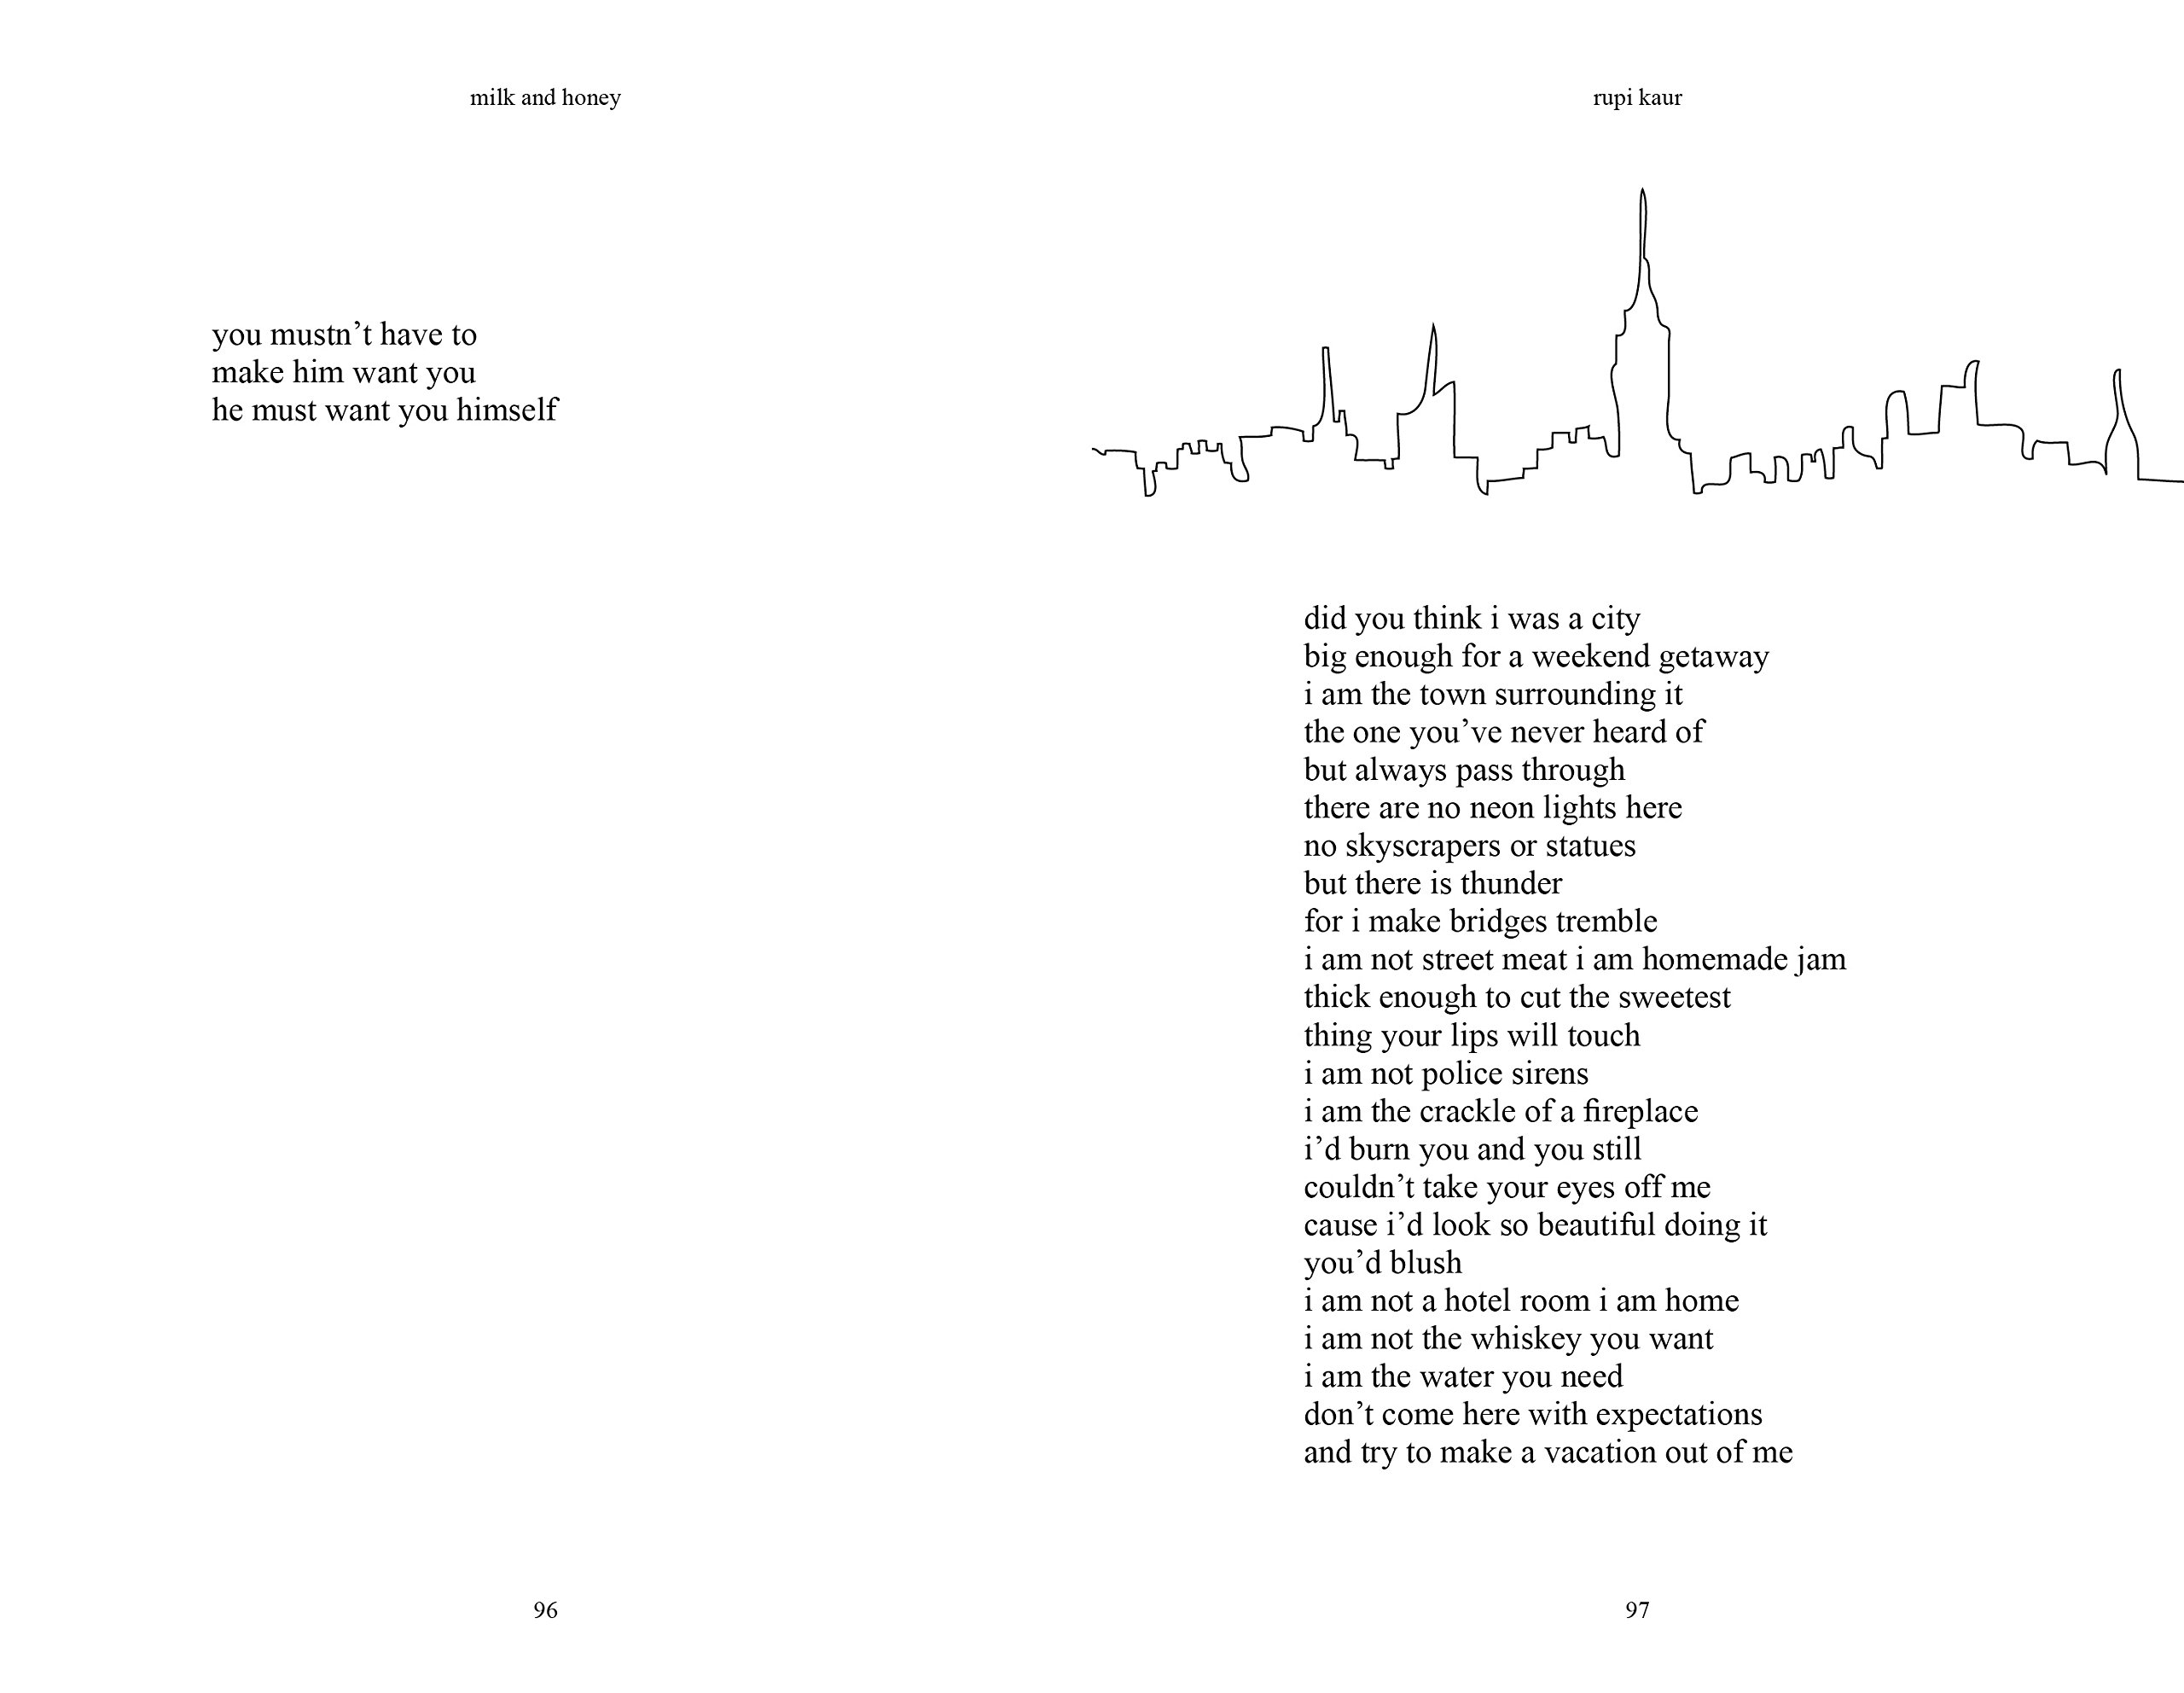 milk and honey
you mustn’t have to
make him want you
he must want you himself
96
rupi kaur
did you think i was a city
big enough for a weekend getaway
i am the town surrounding it
the one you’ve never heard of
but always pass through
there are no neon lights here
no skyscrapers or statues
but there is thunder
for i make bridges tremble
i am not street meat i am homemade jam
thick enough to cut the sweetest
thing your lips will touch
i am not police sirens
i am the crackle of a fireplace
i’d burn you and you still
couldn’t take your eyes off me
cause i’d look so beautiful doing it
you’d blush
i am not a hotel room i am home
i am not the whiskey you want
i am the water you need
don’t come here with expectations
and try to make a vacation out of me
97